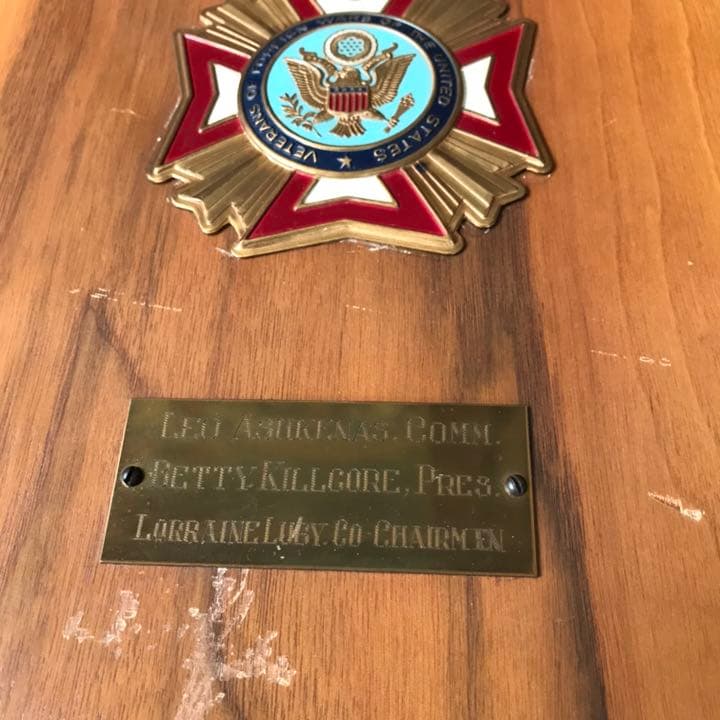 VETERANS OF FOREIGN WARS OF THE UNITED STATES
LEO ASHKENAS. COMM.
BETTY KILLGORE, PRES.
LORRAINE LUBY. CO-CHAIRMEN